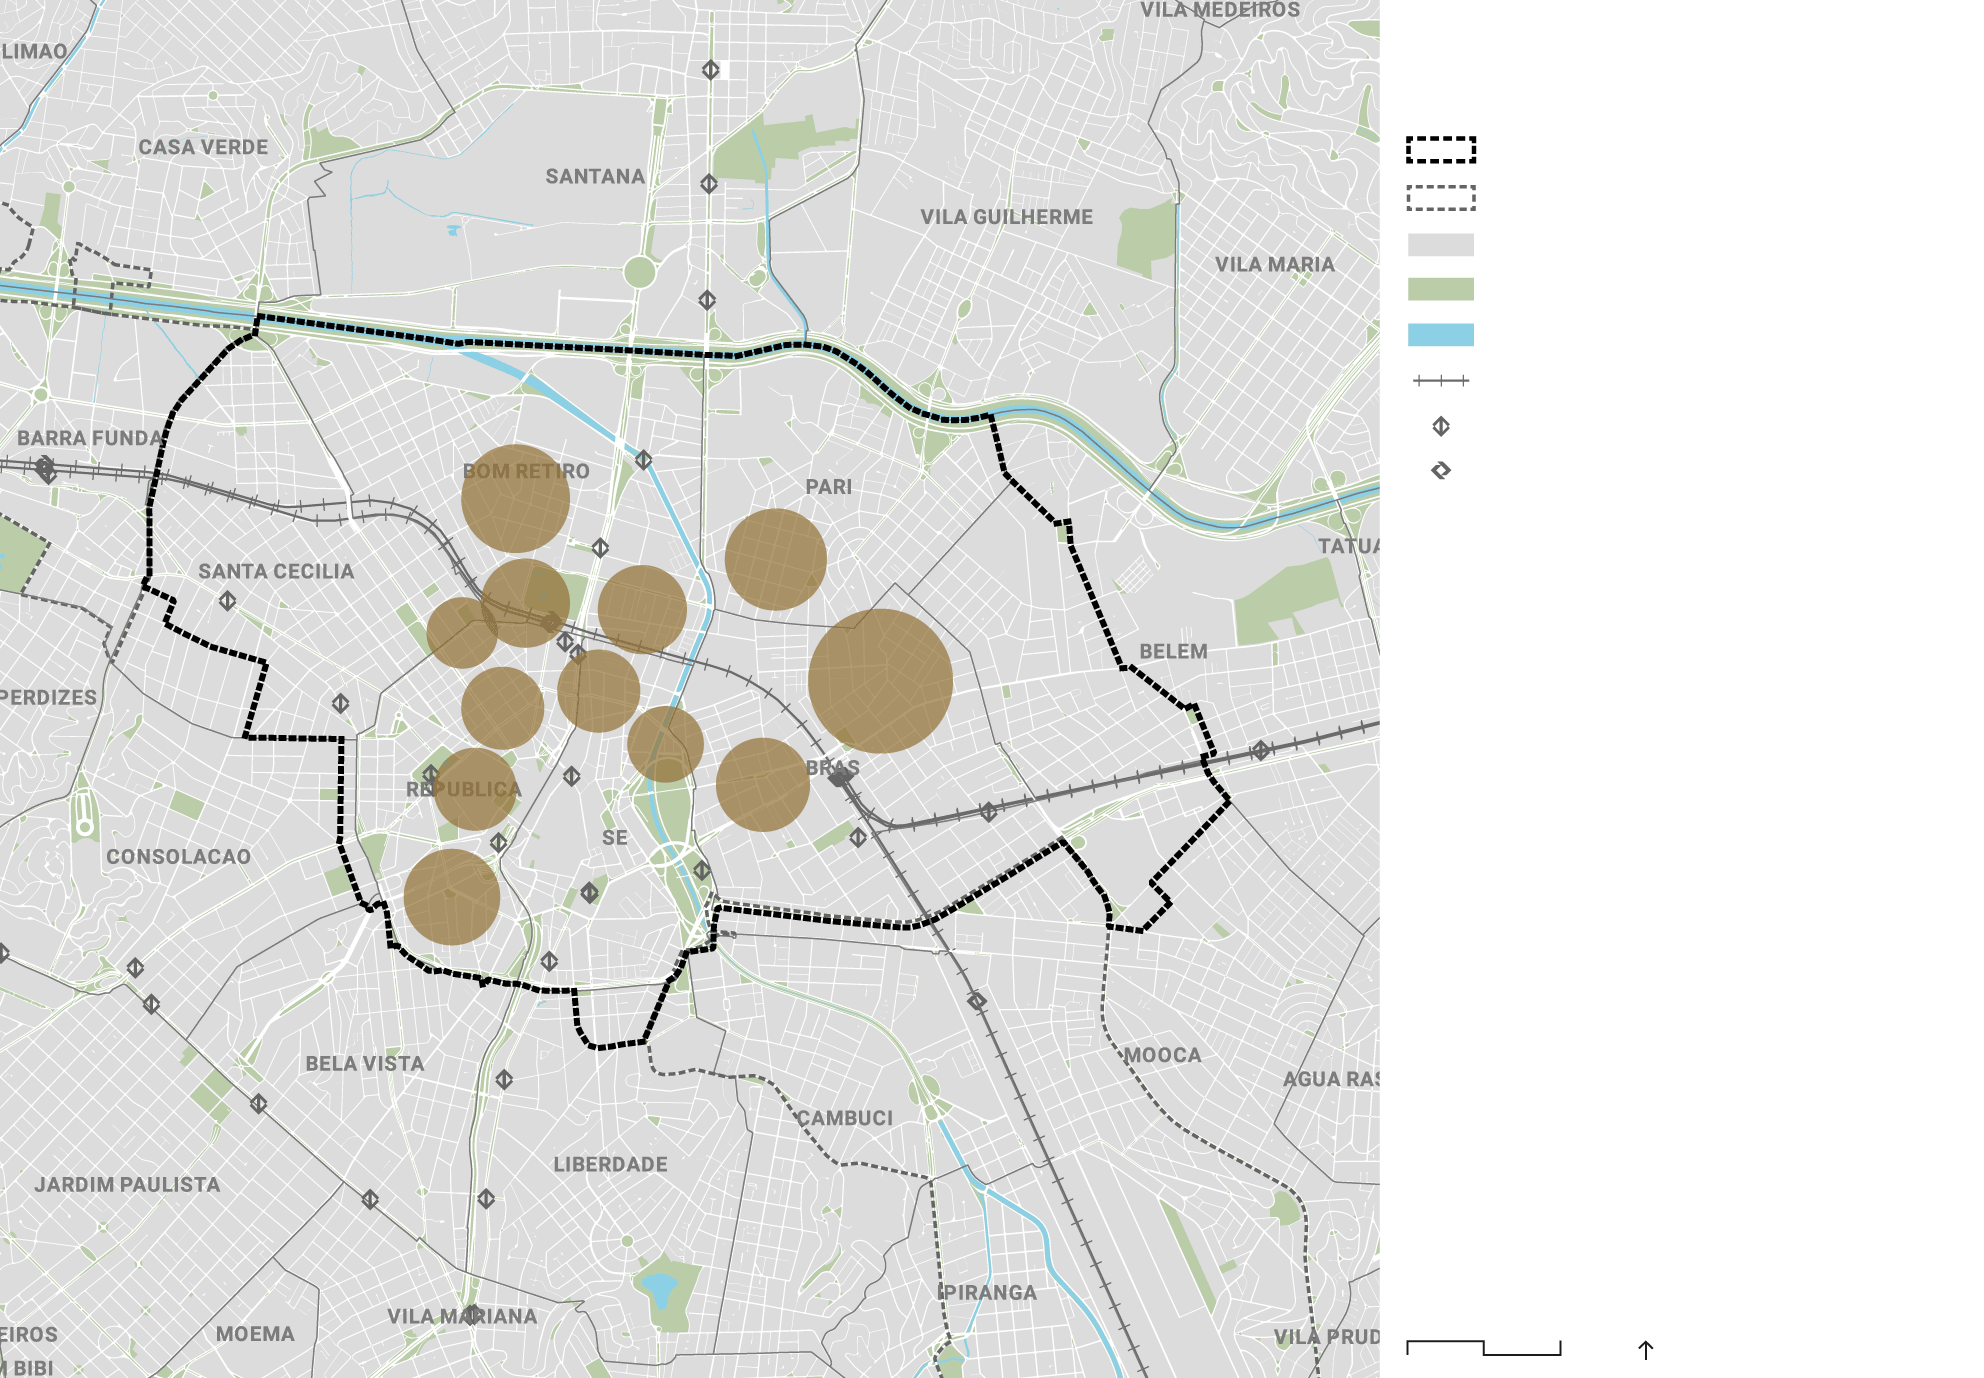 VILA MEDEIROS
LIMAO
CASA VERDE
SANTANA
VILA GUILHERME
VILA MARIA
BARRA FUNDA
BOM RETIRO
PARI
TATUA
SANTA CECILIA
BELEM
PERDIZES
BRAS
REPUBLICA
SE
CONSOLACAO
BELA VISTA
MOOCA
AGUA RAS
CAMBUCI
LIBERDADE
JARDIM PAULISTA
IPIRANGA
VILA MARIANA
EIROS
MOEMA
VILA PRUD
M BIBI